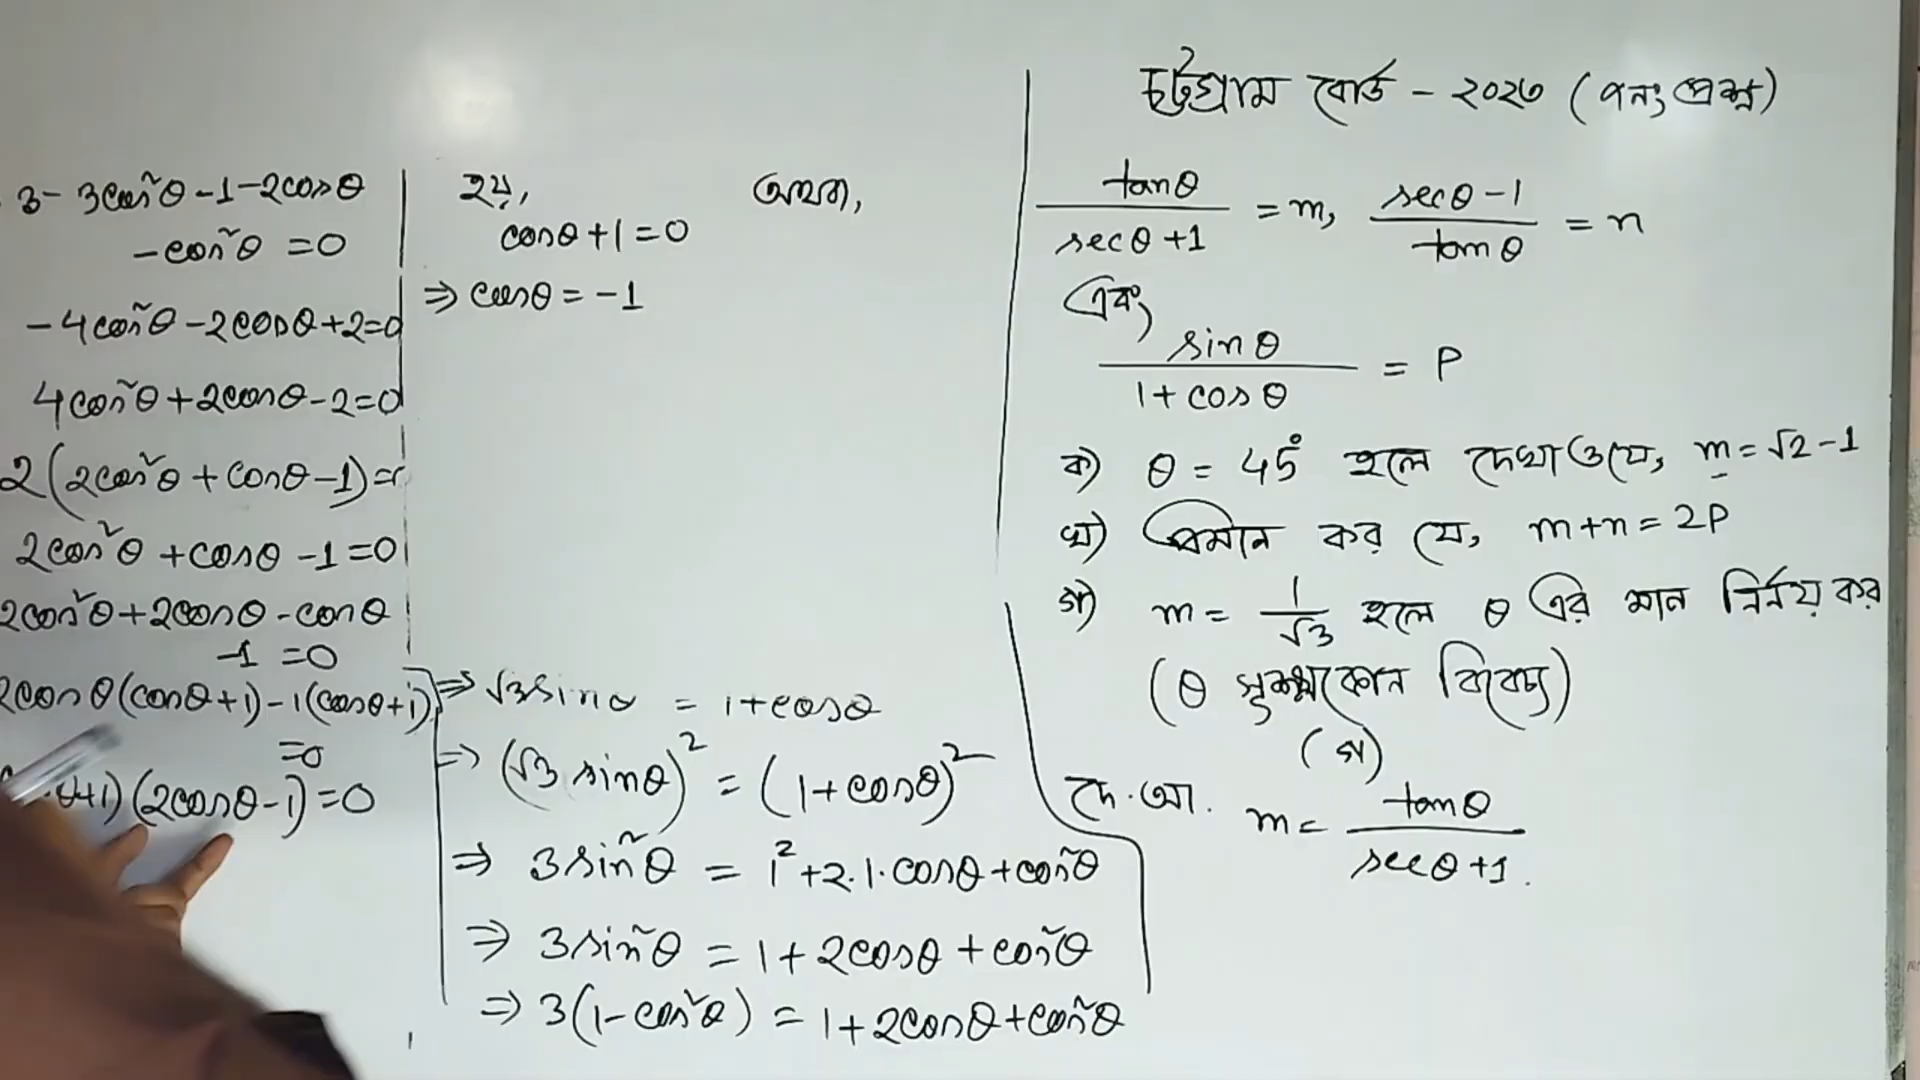 চট্টগ্রাম বোর্ড - ২০২৩ (৭নং প্রশ্ন)
tanθ / secθ+1 = m, secθ-1 / tanθ = n
এবং
sinθ / 1+cosθ = P
ক) θ = 45° হলে দেখাও যে, m = √2-1
খ) প্রমান কর যে, m+n = 2P
গ) m = 1/√3 হলে θ এর মান নির্নয় কর
(θ সুক্ষ্মকোন বিবেচ্য)
(গ)
দে.আ. m = tanθ / secθ+1.
⇒ √3 sinθ = 1+cosθ
⇒ (√3 sinθ)² = (1+cosθ)²
⇒ 3sin²θ = 1²+2.1.cosθ+cos²θ
⇒ 3sin²θ = 1+2cosθ+cos²θ
⇒ 3(1-cos²θ) = 1+2cosθ+cos²θ
3-3cos²θ-1-2cosθ
-cos²θ = 0
-4cos²θ-2cosθ+2=0
4cos²θ+2cosθ-2=0
2(2cos²θ+cosθ-1)=0
2cos²θ+cosθ-1=0
2cos²θ+2cosθ-cosθ
-1=0
2cosθ(cosθ+1)-1(cosθ+1)
=0
θ+1)(2cosθ-1)=0
হয়, অথবা,
cosθ+1=0
⇒ cosθ = -1